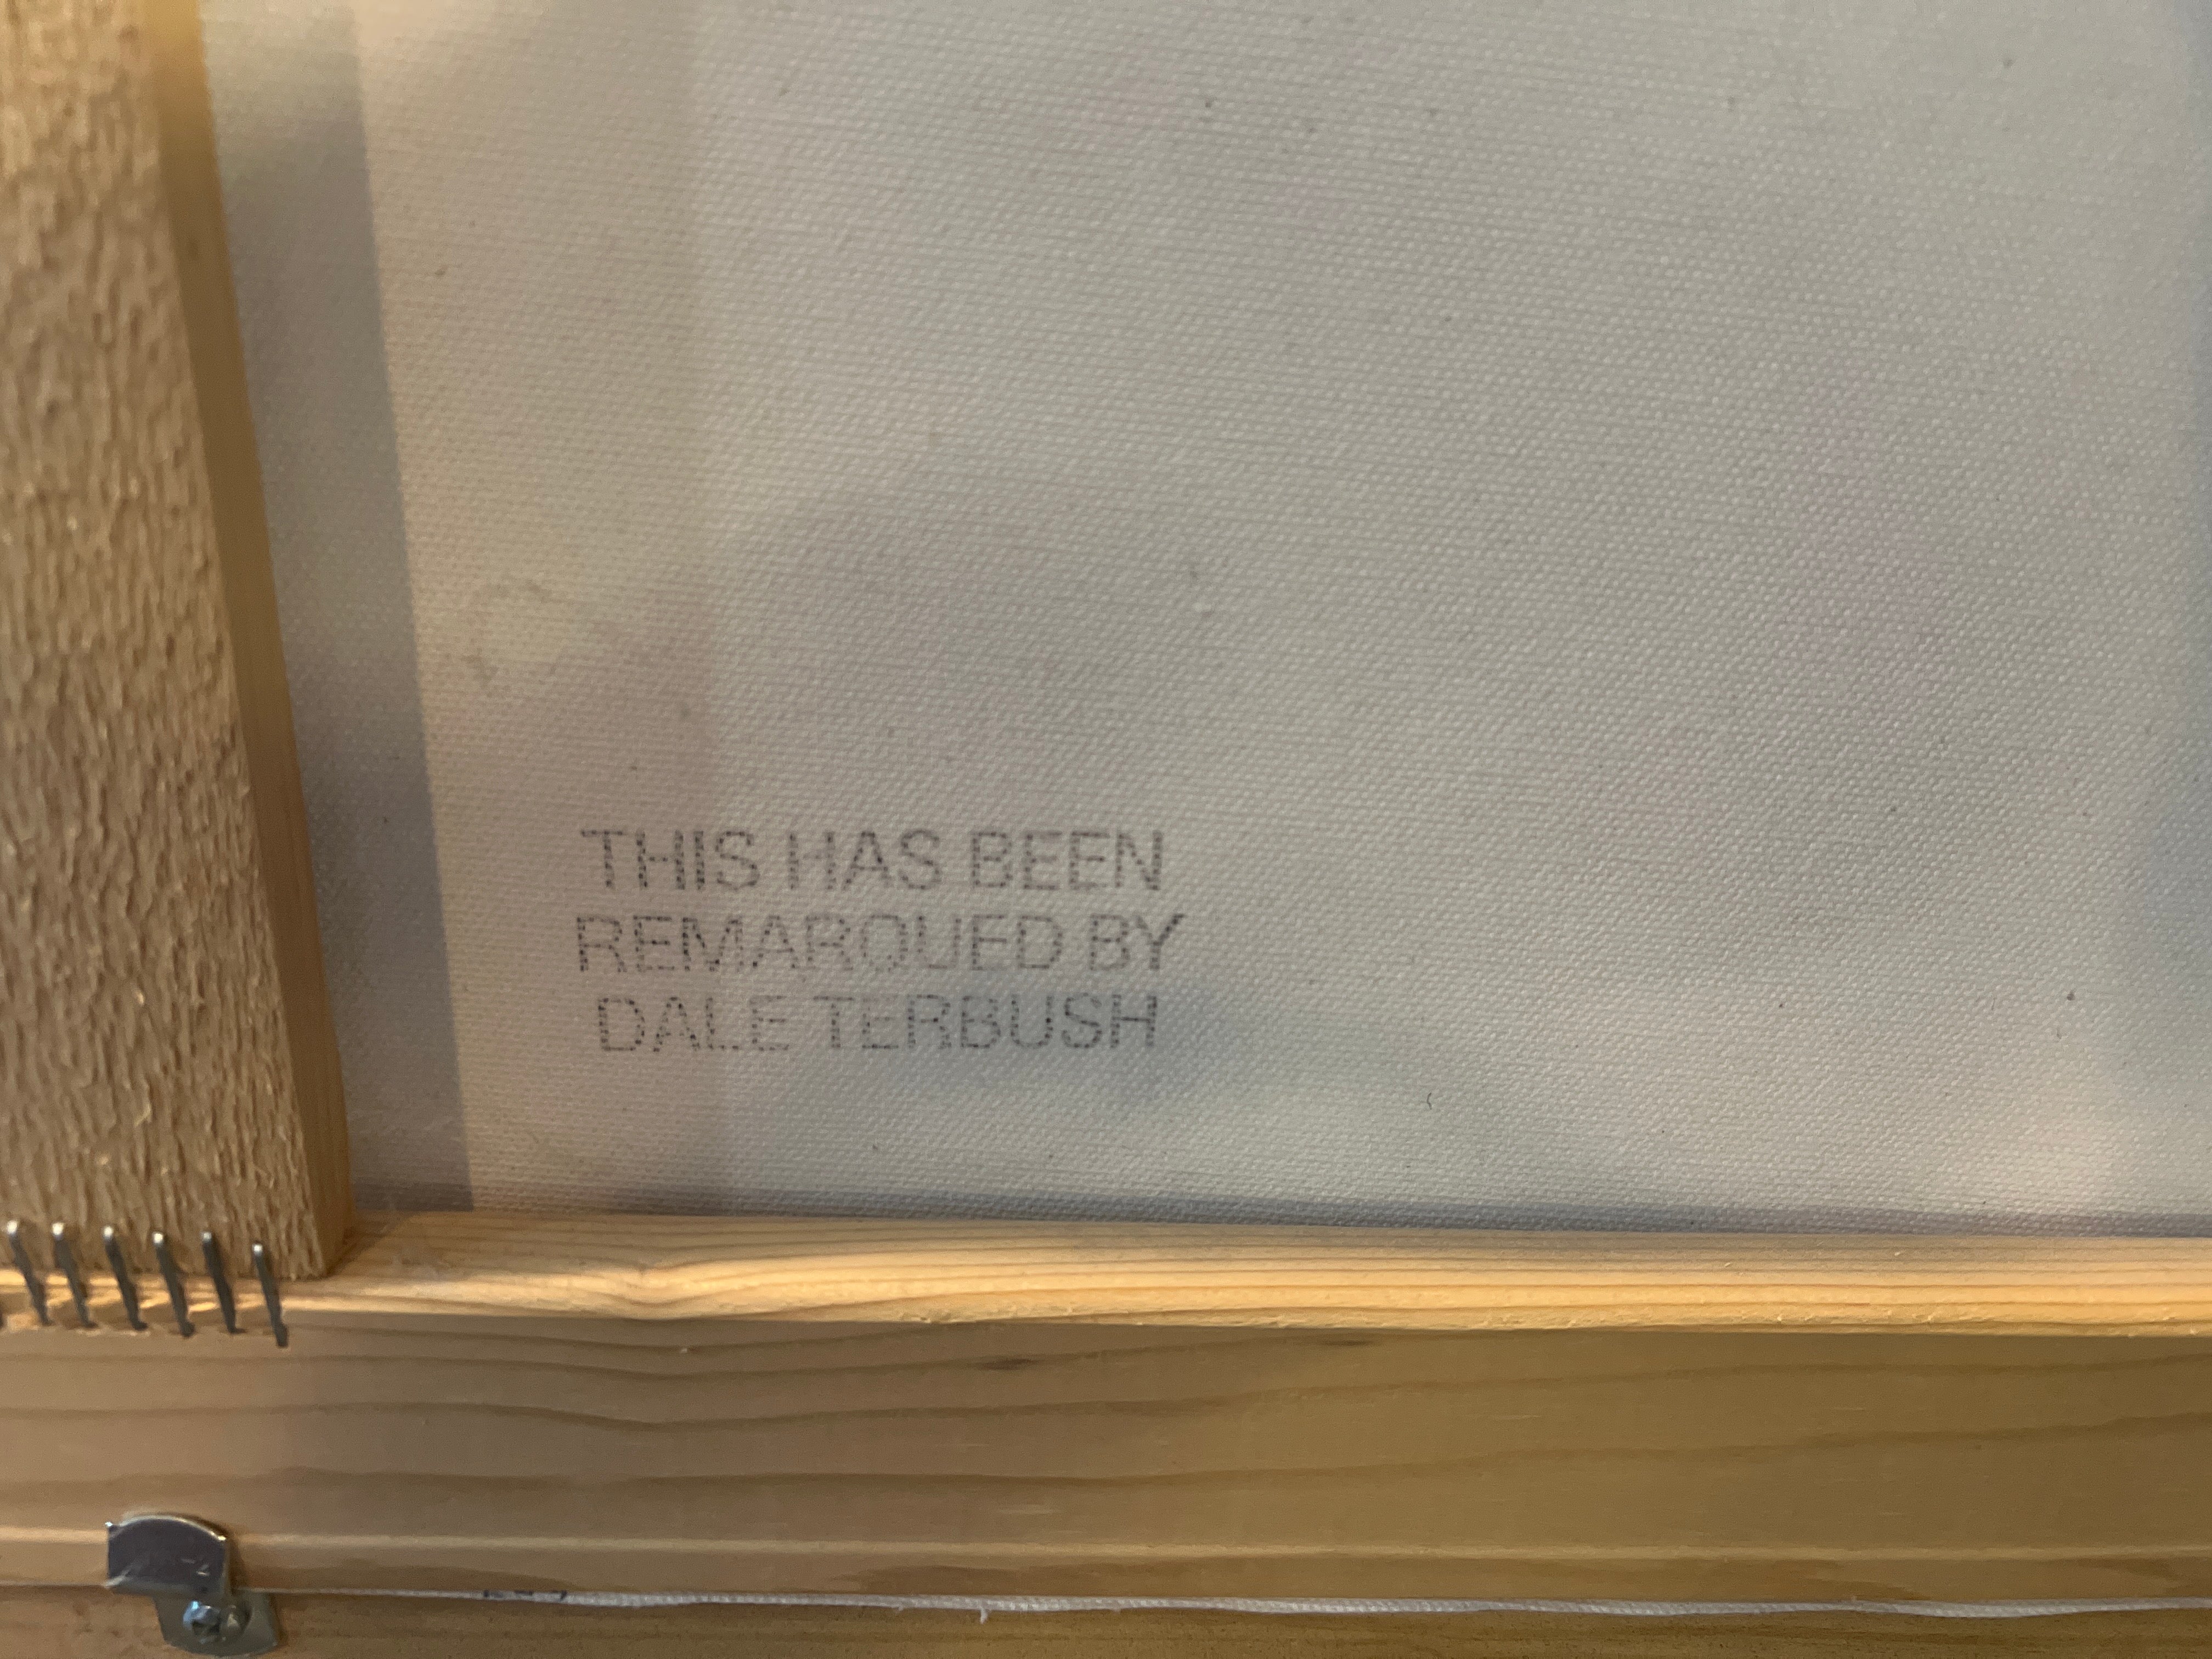 THIS HAS BEEN
REMARQUED BY
DALE TERBUSH